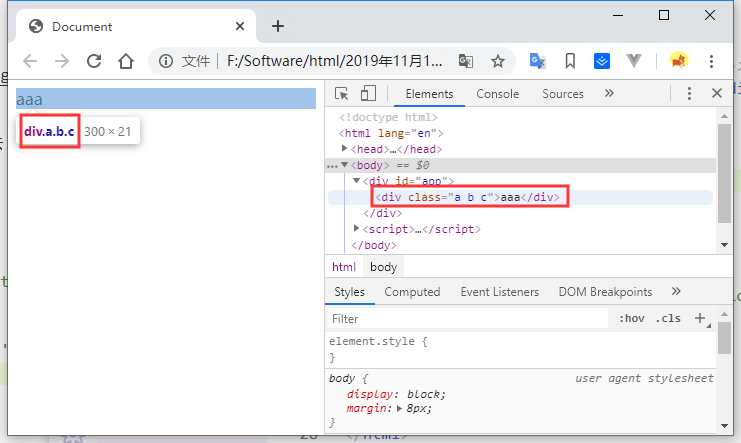 Document
文件 F:/Software/html/2019年11月1...
aaa
div.a.b.c 300 × 21
Elements Console Sources »
<!doctype html>
<html lang="en">
<head>…</head>
<body> == $0
<div id="app">
<div class="a b c">aaa</div>
</div>
<script>…</script>
</body>
html body
Styles Computed Event Listeners DOM Breakpoints »
Filter :hov .cls +
element.style {
}
body { user agent stylesheet
display: block;
margin: 8px;
}
</html>